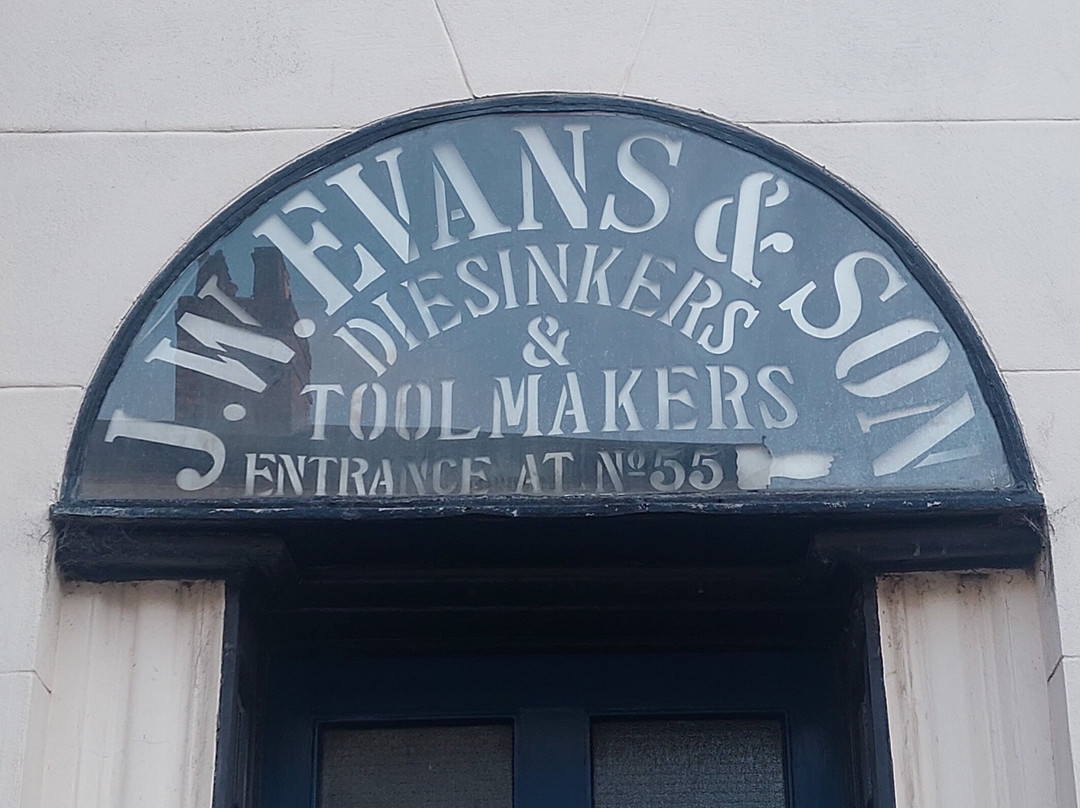 J.W.EVANS & SON
DIESINKERS
&
TOOLMAKERS
ENTRANCE AT Nº 55